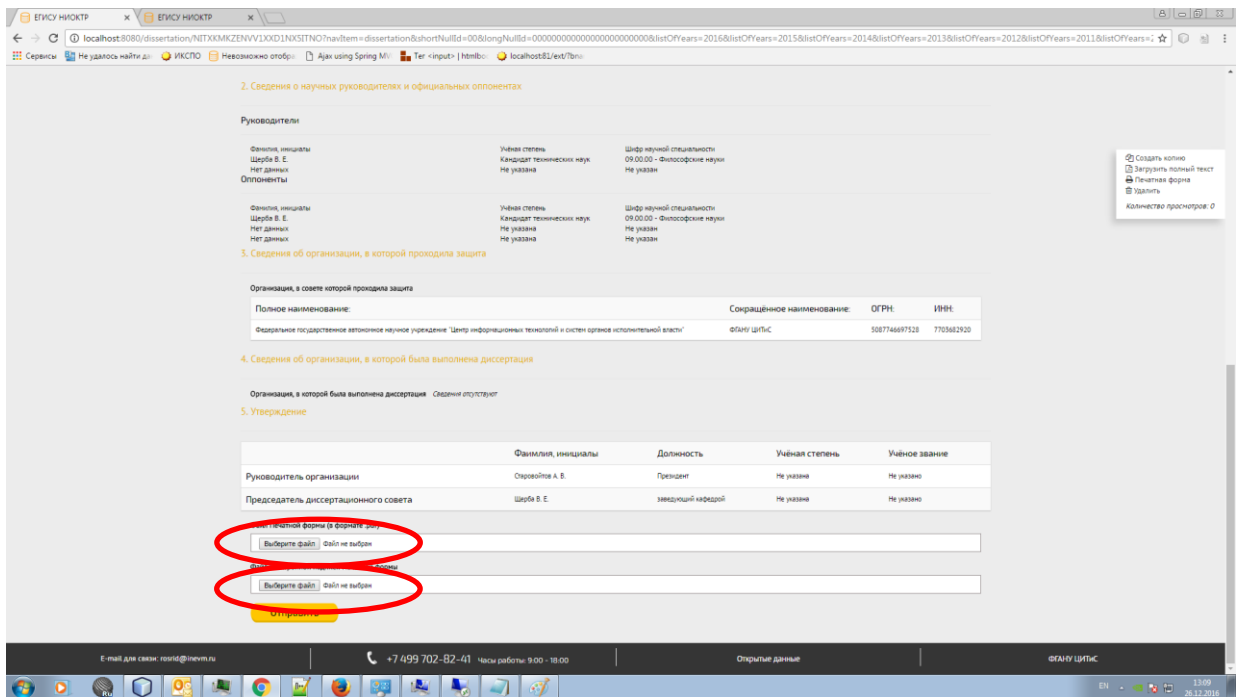 ЕГИСУ НИОКТР
ЕГИСУ НИОКТР
localhost:8080/dissertation/NITXKMKZENVV1XXD1NXSITNO?navItem=dissertation&shortNullId=00&longNullId=000000000000000000000000&listOfYears=2016&listOfYears=2015&listOfYears=2014&listOfYears=2013&listOfYears=2012&listOfYears=2011&listOfYears=
Сервисы Не удалось найти ИКСПО Невозможно отобра Ajax using Spring MV Тег <input> | htmlbo localhost:81/ext/?bna
2. Сведения о научных руководителях и официальных оппонентах
Руководители
Фамилия, инициалы Учёная степень Шифр научной специальности
Щерба В. Е. Кандидат технических наук 09.00.00 - Философские науки
Нет данных Не указана Не указан
Оппоненты
Фамилия, инициалы Учёная степень Шифр научной специальности
Щерба В. Е. Кандидат технических наук 09.00.00 - Философские науки
Нет данных Не указана Не указан
Нет данных Не указана Не указан
Создать копию
Загрузить полный текст
Печатная форма
Удалить
Количество просмотров: 0
3. Сведения об организации, в которой проходила защита
Организация, в совете которой проходила защита
Полное наименование: Сокращённое наименование: ОГРН: ИНН:
Федеральное государственное автономное научное учреждение "Центр информационных технологий и систем органов исполнительной власти" ФГАНУ ЦИТиС 5087746697528 7703682920
4. Сведения об организации, в которой была выполнена диссертация
Организация, в которой была выполнена диссертация Сведения отсутствуют
5. Утверждение
Фаимлия, инициалы Должность Учёная степень Учёное звание
Руководитель организации Старовойтов А. В. Президент Не указана Не указано
Председатель диссертационного совета Щерба В. Е. заведующий кафедрой Не указана Не указано
печатной формы (в формате
Выберите файл Файл не выбран
формы
Выберите файл Файл не выбран
Отправить
E-mail для связи: rosrid@inevm.ru +7 499 702-82-41 Часы работы: 9:00 - 18:00 Открытые данные ФГАНУ ЦИТиС
Ru
EN 13:09
26.12.2016